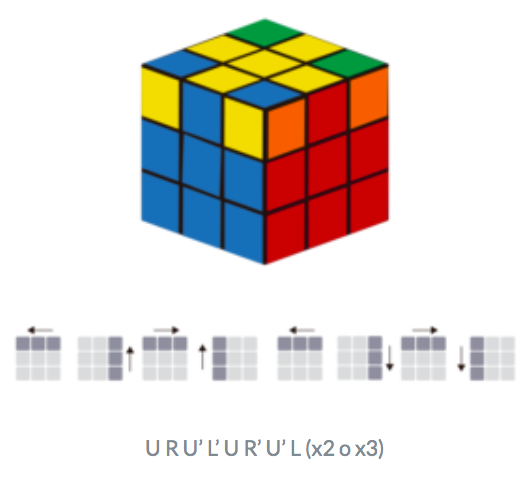 U R U’ L’ U R’ U’ L (x2 o x3)